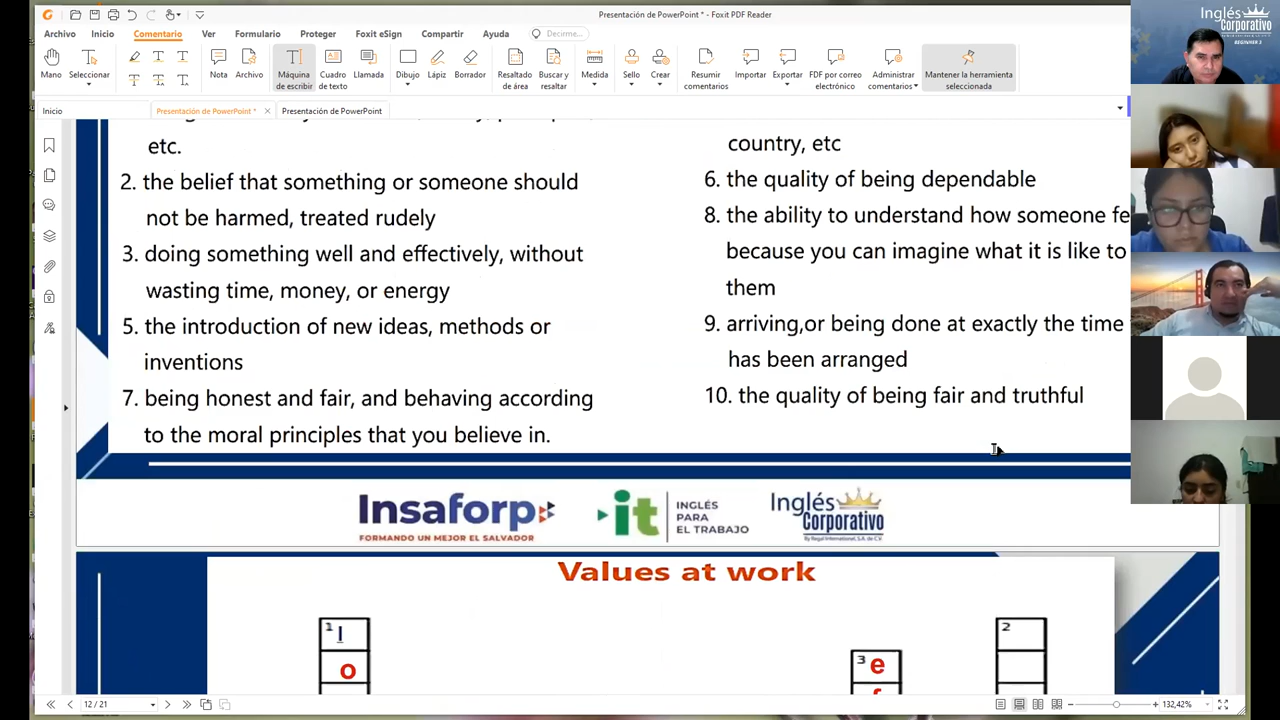 Presentación de PowerPoint * - Foxit PDF Reader
Archivo Inicio Comentario Ver Formulario Proteger Foxit eSign Compartir Ayuda Decirme...
Mano Seleccionar Nota Archivo Máquina de escribir Cuadro de texto Llamada Dibujo Lápiz Borrador Resaltado de área Buscar y resaltar Medida Sello Crear Resumir comentarios Importar Exportar FDF por correo electrónico Administrar comentarios Mantener la herramienta seleccionada
Inicio Presentación de PowerPoint * Presentación de PowerPoint
etc.
2. the belief that something or someone should
not be harmed, treated rudely
3. doing something well and effectively, without
wasting time, money, or energy
5. the introduction of new ideas, methods or
inventions
7. being honest and fair, and behaving according
to the moral principles that you believe in.
country, etc
6. the quality of being dependable
8. the ability to understand how someone fe
because you can imagine what it is like to
them
9. arriving,or being done at exactly the time
has been arranged
10. the quality of being fair and truthful
Insaforp
FORMANDO UN MEJOR EL SALVADOR
it INGLÉS PARA EL TRABAJO
Inglés Corporativo
By Regal International, S.A. de C.V.
Values at work
1 l
o
3 e
2
12 / 21
132,42%
Inglés
Corporativo
BEGINNER 2